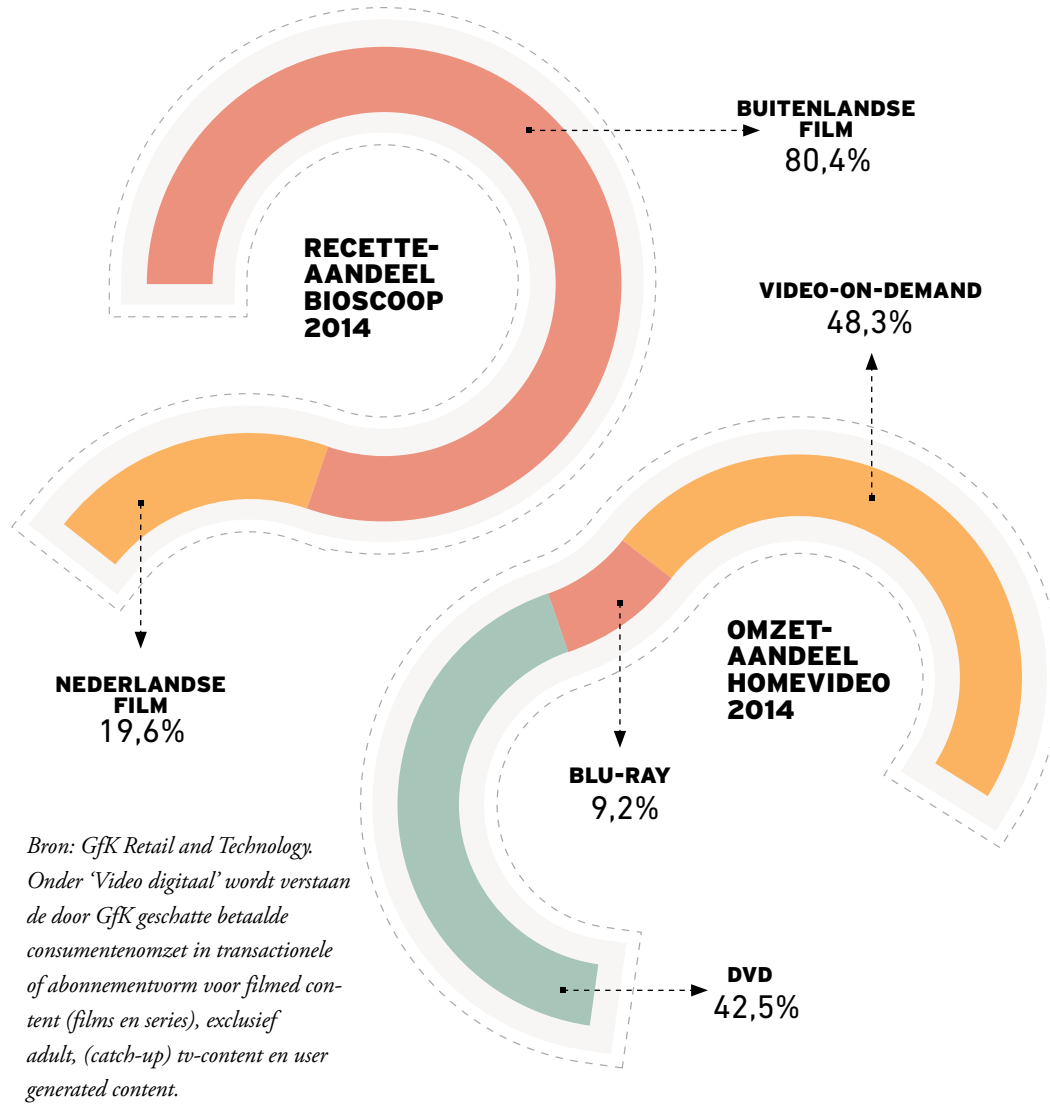 BUITENLANDSE
FILM
80,4%
RECETTE-
AANDEEL
BIOSCOOP
2014
VIDEO-ON-DEMAND
48,3%
NEDERLANDSE
FILM
19,6%
OMZET-
AANDEEL
HOMEVIDEO
2014
BLU-RAY
9,2%
DVD
42,5%
Bron: GfK Retail and Technology.
Onder ‘Video digitaal’ wordt verstaan
de door GfK geschatte betaalde
consumentenomzet in transactionele
of abonnementvorm voor filmed con-
tent (films en series), exclusief
adult, (catch-up) tv-content en user
generated content.